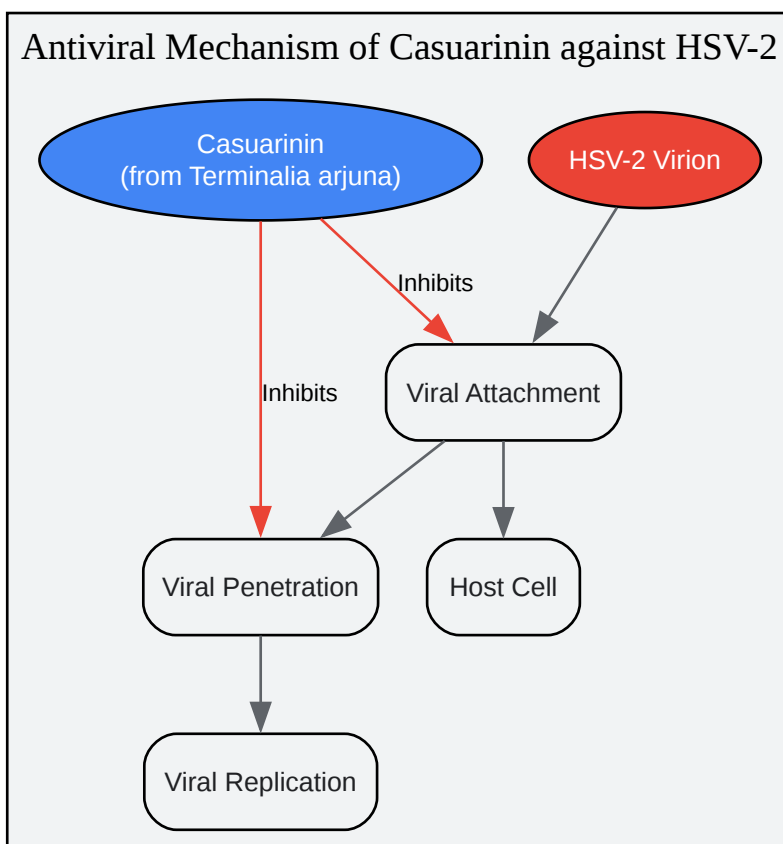 Antiviral Mechanism of Casuarinin against HSV-2
Casuarinin
(from Terminalia arjuna)
HSV-2 Virion
Inhibits
Inhibits
Viral Attachment
Viral Penetration
Host Cell
Viral Replication